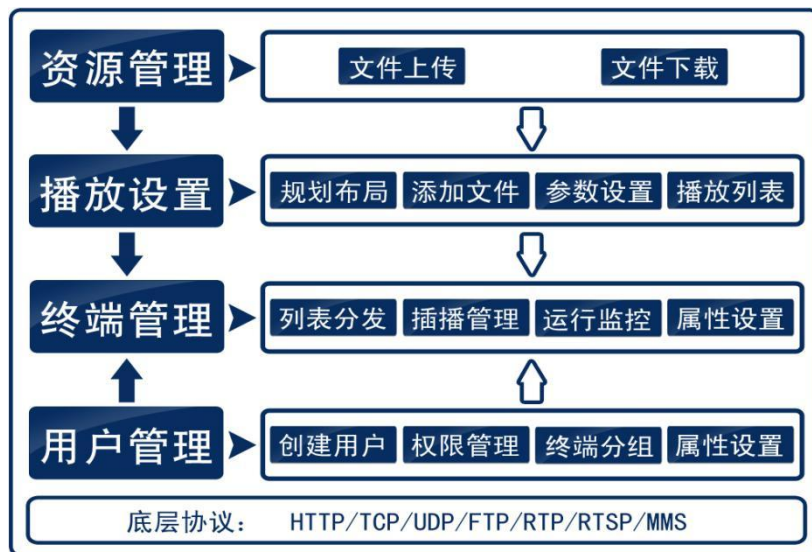 资源管理
文件上传 文件下载
播放设置
规划布局 添加文件 参数设置 播放列表
终端管理
列表分发 插播管理 运行监控 属性设置
用户管理
创建用户 权限管理 终端分组 属性设置
底层协议： HTTP/TCP/UDP/FTP/RTP/RTSP/MMS